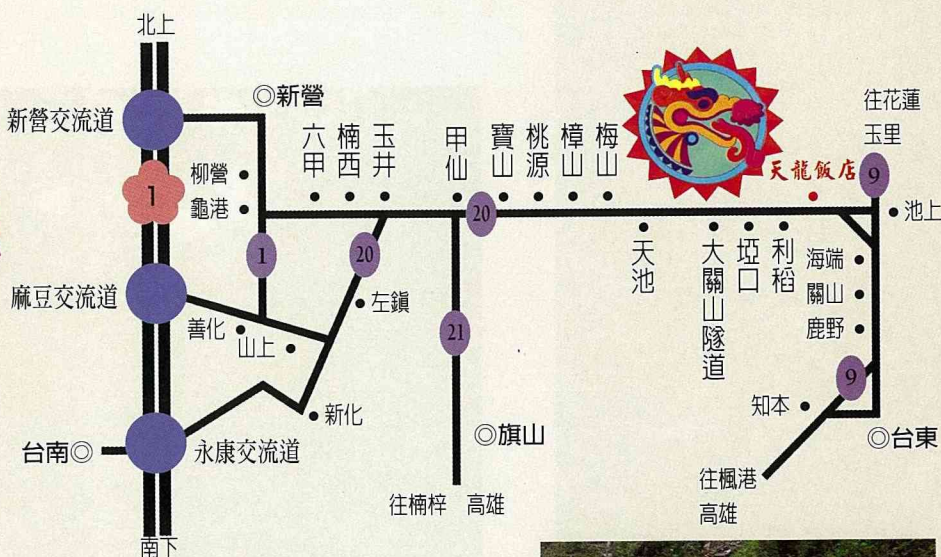 北上
新營交流道
◎新營
1
柳營
龜港
六甲
楠西
玉井
甲仙
寶山
桃源
樟山
梅山
天龍飯店
往花蓮
玉里
9
池上
20
1
20
麻豆交流道
善化
山上
左鎮
新化
21
天池
大關山隧道
埡口
利稻
海端
關山
鹿野
9
知本
台南◎
永康交流道
◎旗山
◎台東
往楠梓 高雄
往楓港
高雄
南下